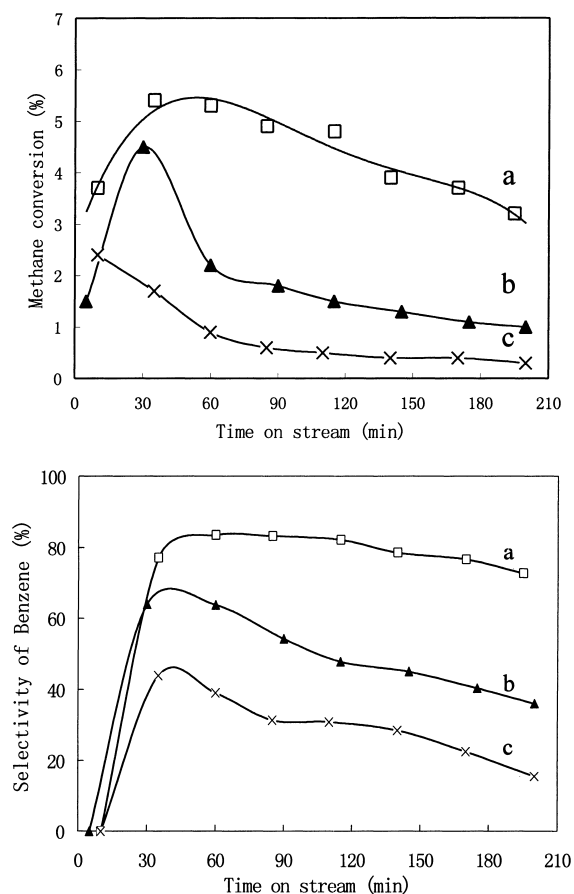 7
6
5
4
3
2
1
0
Methane conversion (%)
a
b
c
0 30 60 90 120 150 180 210
Time on stream (min)
100
80
60
40
20
0
Selectivity of Benzene (%)
a
b
c
0 30 60 90 120 150 180 210
Time on stream (min)